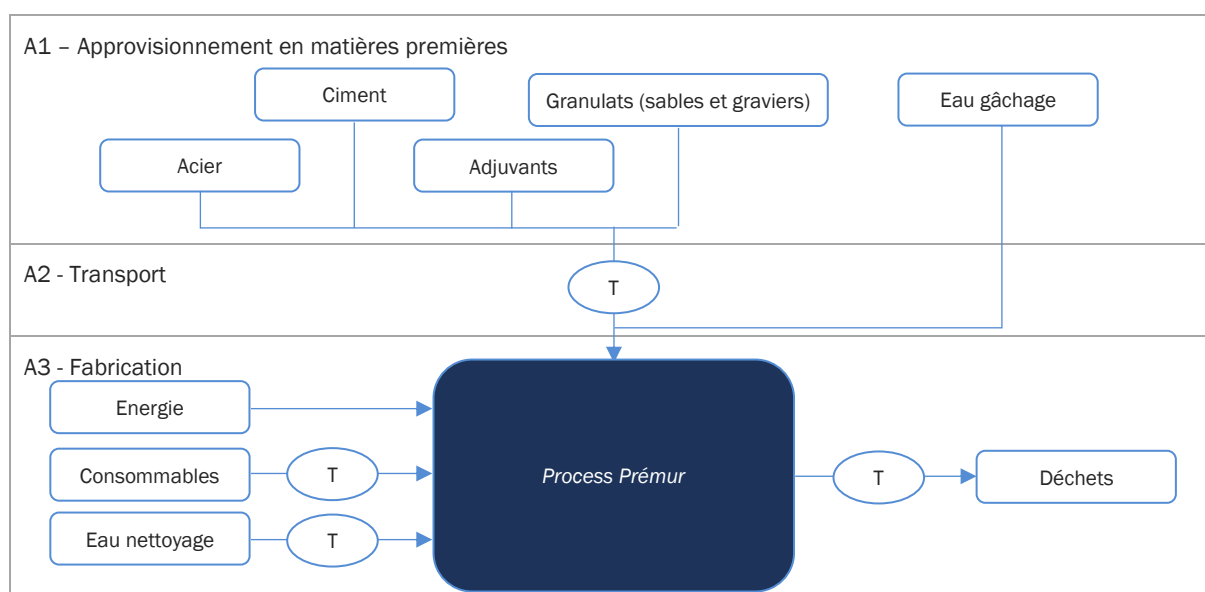 A1 – Approvisionnement en matières premières
Ciment
Granulats (sables et graviers)
Eau gâchage
Acier
Adjuvants
A2 - Transport
T
A3 - Fabrication
Energie
Consommables
T
Process Prémur
T
Déchets
Eau nettoyage
T